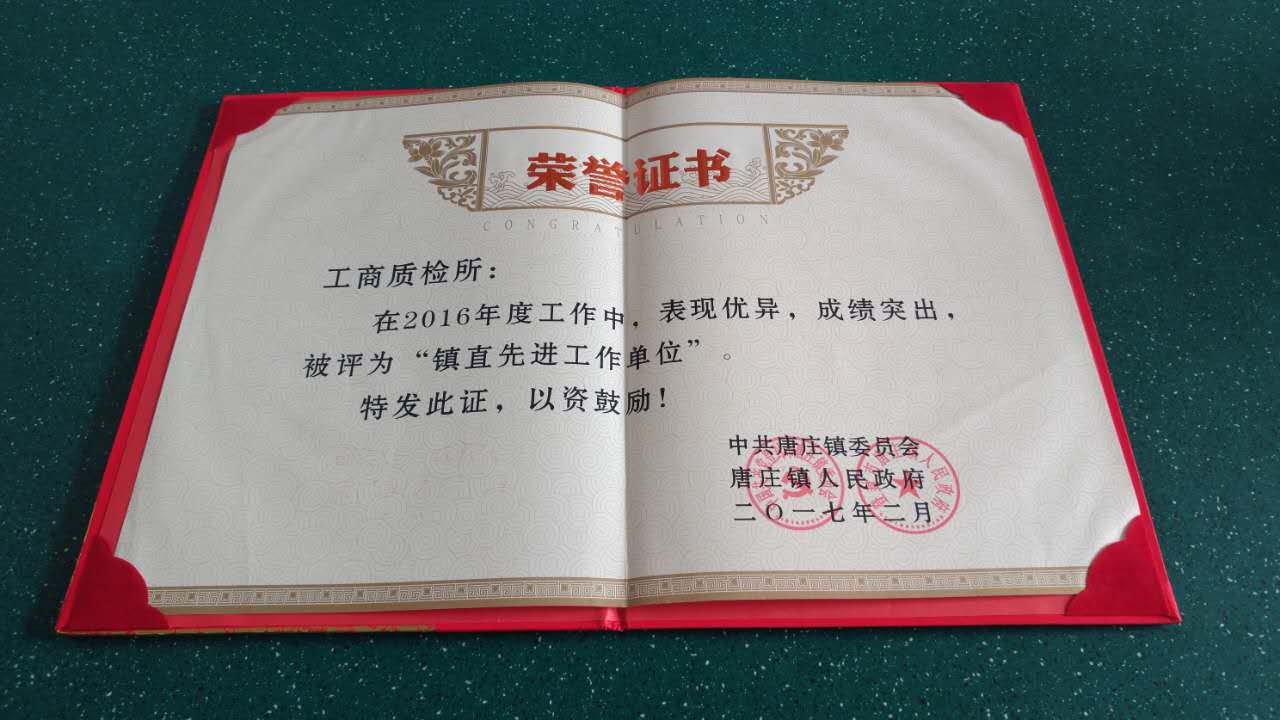 荣誉证书
CONGRATULATION
工商质检所：
在2016年度工作中，表现优异，成绩突出，
被评为“镇直先进工作单位”。
特发此证，以资鼓励！
中共唐庄镇委员会
唐庄镇人民政府
二〇一七年二月